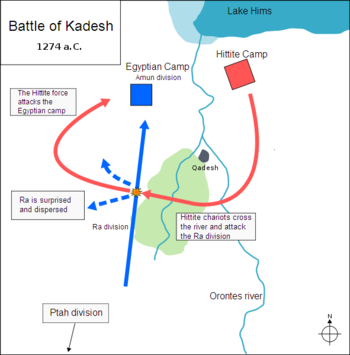 Battle of Kadesh
1274 a.C.
Lake Hims
Egyptian Camp
Amun division
Hittite Camp
The Hittite force
attacks the
Egyptian camp
Qadesh
Ra is surprised
and dispersed
Ra division
Hittite chariots cross
the river and attack
the Ra division
Orontes river
Ptah division
N